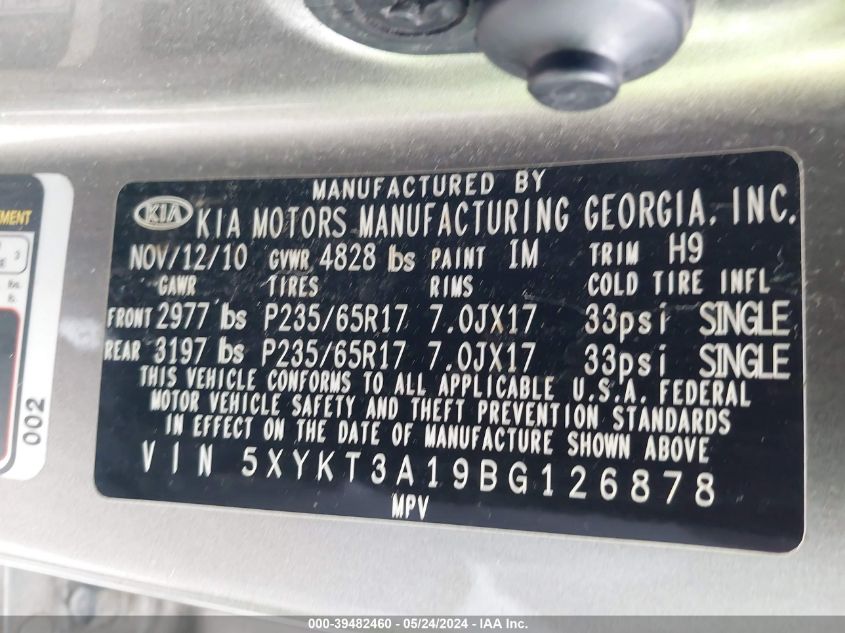 MANUFACTURED BY
KIA KIA MOTORS MANUFACTURING GEORGIA, INC.
NOV/12/10 GVWR 4828 lbs PAINT IM TRIM H9
GAWR TIRES RIMS COLD TIRE INFL
FRONT 2977 lbs P235/65R17 7.0JX17 33psi SINGLE
REAR 3197 lbs P235/65R17 7.0JX17 33psi SINGLE
THIS VEHICLE CONFORMS TO ALL APPLICABLE U.S.A. FEDERAL
MOTOR VEHICLE SAFETY AND THEFT PREVENTION STANDARDS
IN EFFECT ON THE DATE OF MANUFACTURE SHOWN ABOVE
VIN 5XYKT3A19BG126878
MPV
002
000-39482460 - 05/24/2024 - IAA Inc.